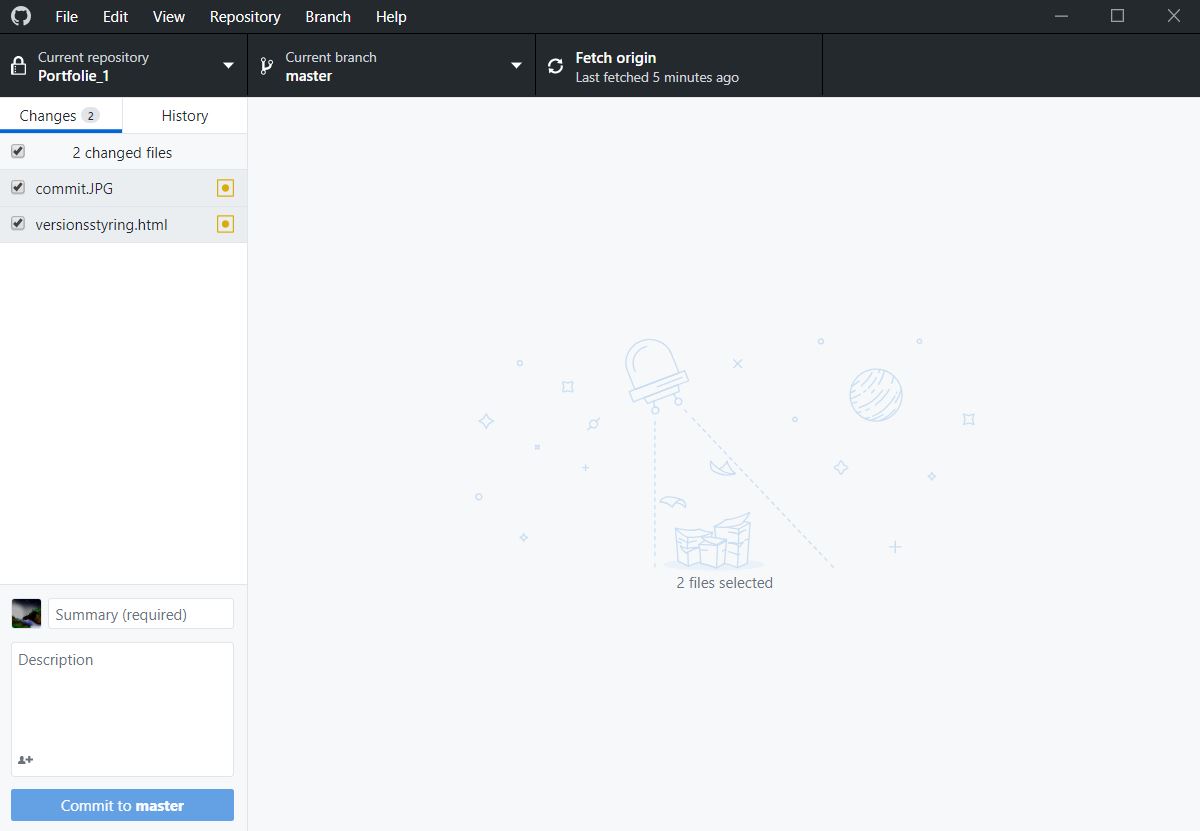 File Edit View Repository Branch Help
Current repository
Portfolie_1
Current branch
master
Fetch origin
Last fetched 5 minutes ago
Changes 2
History
2 changed files
commit.JPG
versionsstyring.html
2 files selected
Summary (required)
Description
Commit to master